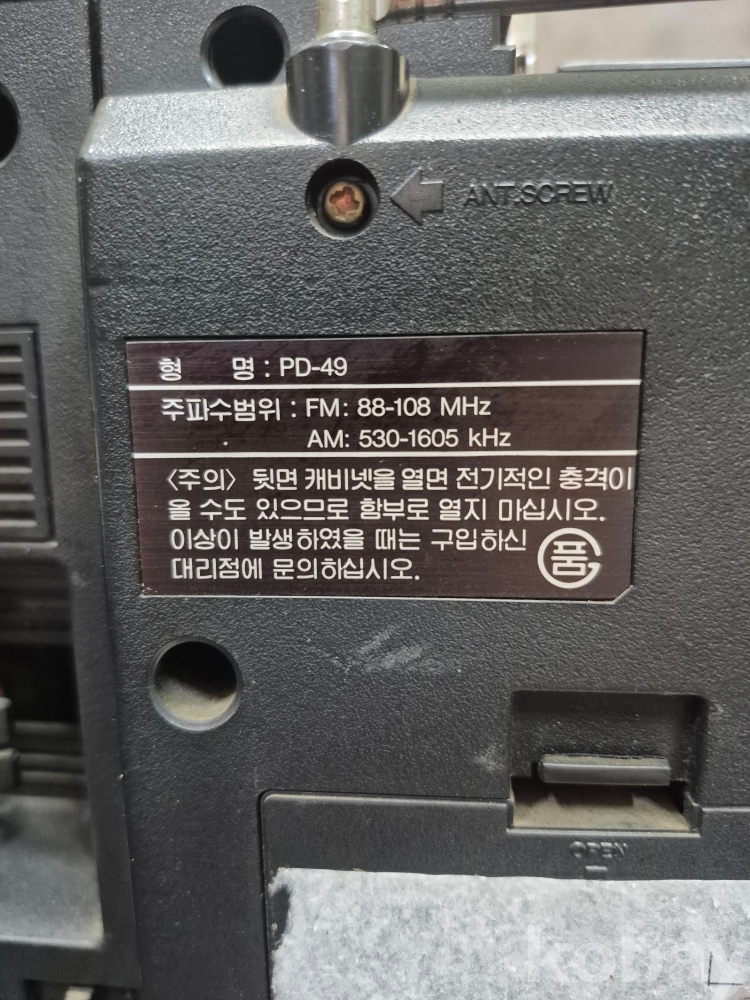 ANT.SCREW
형 명 : PD-49
주파수범위 : FM: 88-108 MHz
AM: 530-1605 kHz
〈주의〉 뒷면 캐비넷을 열면 전기적인 충격이
올 수도 있으므로 함부로 열지 마십시오.
이상이 발생하였을 때는 구입하신
대리점에 문의하십시오.
품
OPEN